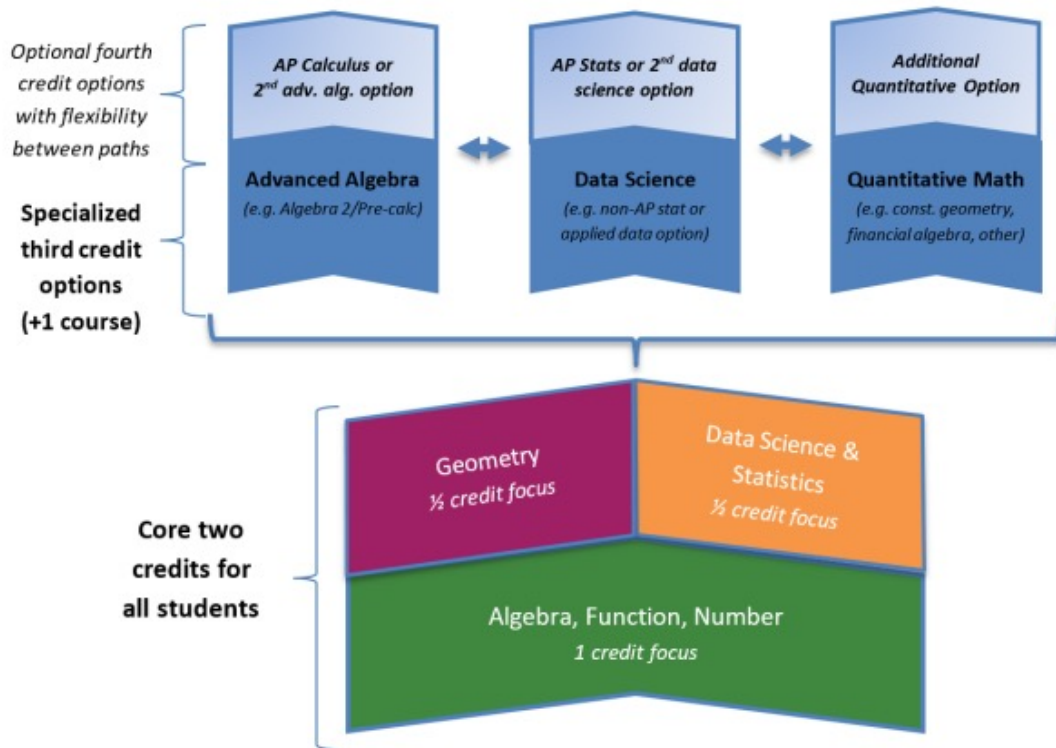 Optional fourth
credit options
with flexibility
between paths
AP Calculus or
2nd adv. alg. option
AP Stats or 2nd data
science option
Additional
Quantitative Option
Specialized
third credit
options
(+1 course)
Advanced Algebra
(e.g. Algebra 2/Pre-calc)
Data Science
(e.g. non-AP stat or
applied data option)
Quantitative Math
(e.g. const. geometry,
financial algebra, other)
Core two
credits for
all students
Geometry
½ credit focus
Data Science &
Statistics
½ credit focus
Algebra, Function, Number
1 credit focus